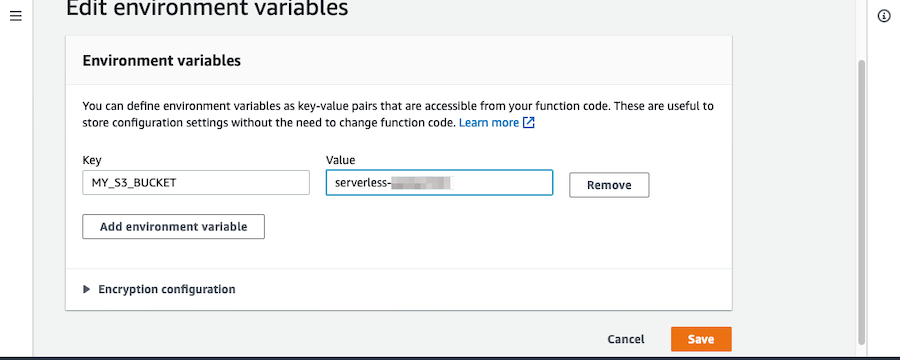 Edit environment variables
Environment variables
You can define environment variables as key-value pairs that are accessible from your function code. These are useful to
store configuration settings without the need to change function code. Learn more
Key
Value
MY_S3_BUCKET
serverless-
Remove
Add environment variable
Encryption configuration
Cancel
Save